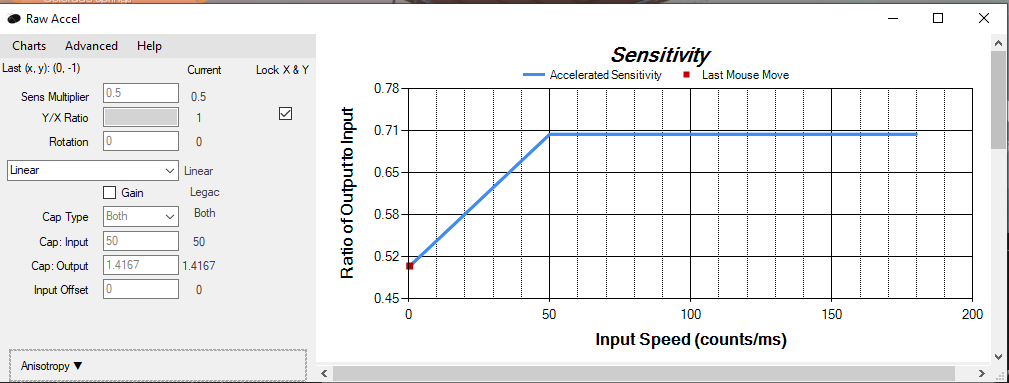 Raw Accel
Charts Advanced Help
Last (x, y): (0, -1) Current Lock X & Y
Sens Multiplier 0.5 0.5
Y/X Ratio 1
Rotation 0 0
Linear Linear
Gain Legac
Cap Type Both Both
Cap: Input 50 50
Cap: Output 1.4167 1.4167
Input Offset 0 0
Anisotropy ▼
Sensitivity
Accelerated Sensitivity Last Mouse Move
Ratio of Output to Input
0.78
0.71
0.65
0.58
0.52
0.45
0 50 100 150 200
Input Speed (counts/ms)